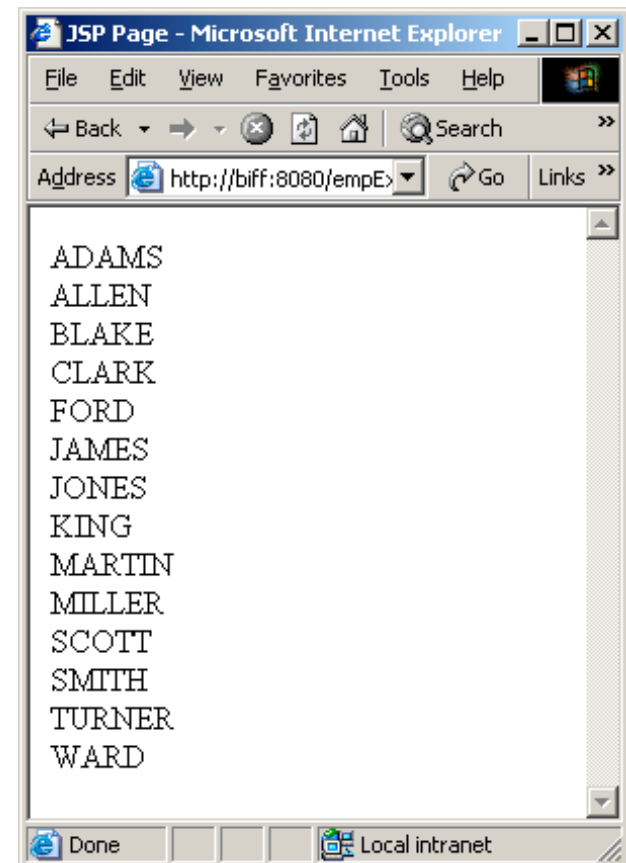 JSP Page - Microsoft Internet Explorer
File Edit View Favorites Tools Help
Back Search »
Address http://biff:8080/empEx Go Links »
ADAMS
ALLEN
BLAKE
CLARK
FORD
JAMES
JONES
KING
MARTIN
MILLER
SCOTT
SMITH
TURNER
WARD
Done Local intranet